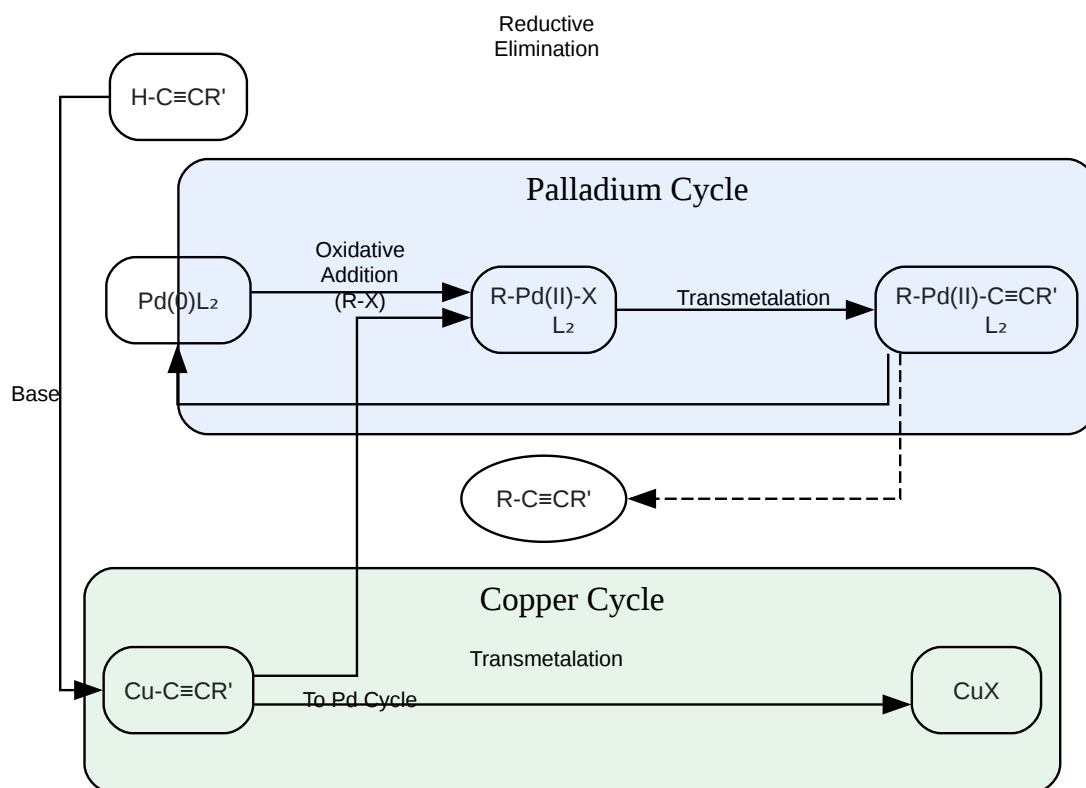 Reductive
Elimination
H-C≡CR'
Palladium Cycle
Oxidative
Addition
(R-X)
Pd(0)L₂
R-Pd(II)-X
L₂
Transmetalation
R-Pd(II)-C≡CR'
L₂
Base
R-C≡CR'
Copper Cycle
Transmetalation
Cu-C≡CR'
To Pd Cycle
CuX